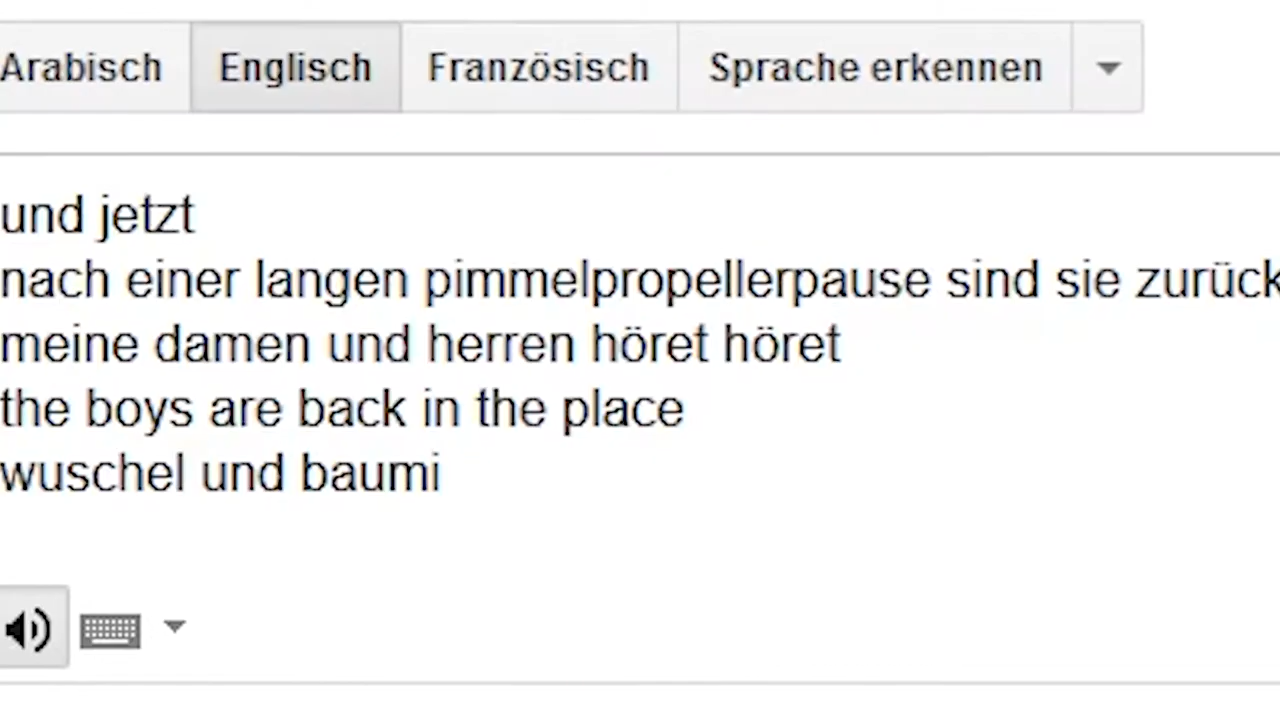 Arabisch Englisch Französisch Sprache erkennen
und jetzt
nach einer langen pimmelpropellerpause sind sie zurück
meine damen und herren höret höret
the boys are back in the place
wuschel und baumi